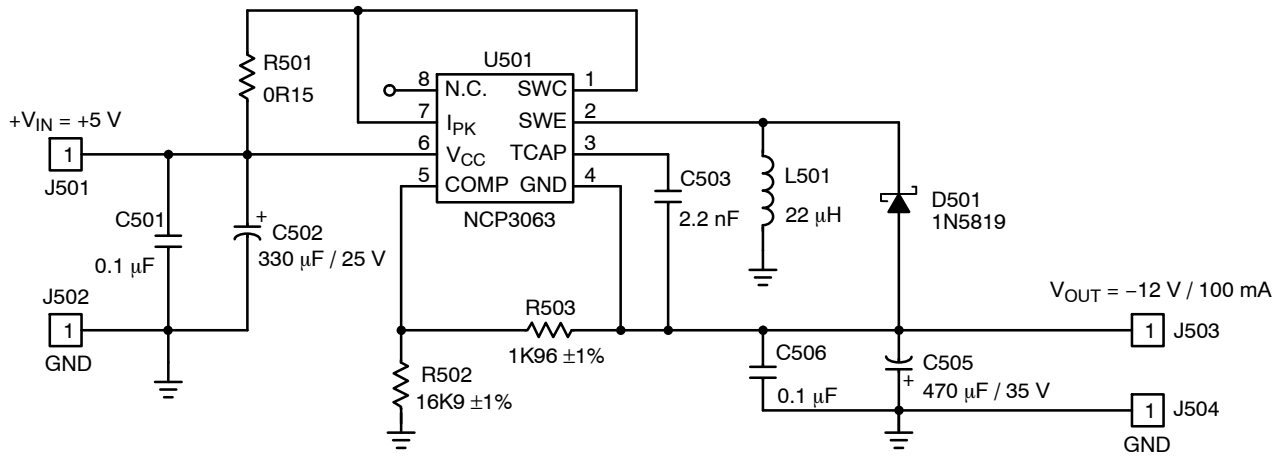 U501
R501
0R15
8 N.C. SWC 1
7 IPK SWE 2
6 VCC TCAP 3
5 COMP GND 4
NCP3063
+VIN = +5 V
1
J501
C501
0.1 μF
+
C502
330 μF / 25 V
J502
1
GND
C503
2.2 nF
L501
22 μH
D501
1N5819
R503
1K96 ±1%
R502
16K9 ±1%
C506
0.1 μF
C505
+
470 μF / 35 V
VOUT = −12 V / 100 mA
1 J503
1 J504
GND